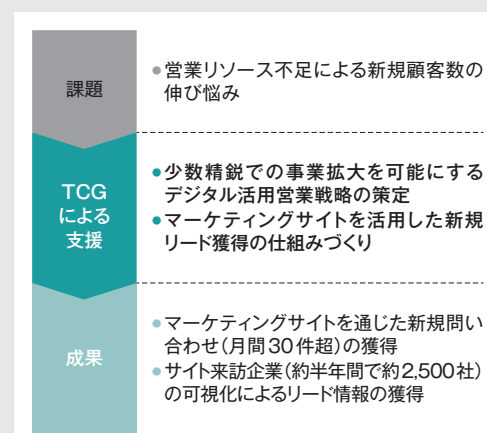 課題
●営業リソース不足による新規顧客数の
伸び悩み
TCG
による
支援
●少数精鋭での事業拡大を可能にする
デジタル活用営業戦略の策定
●マーケティングサイトを活用した新規
リード獲得の仕組みづくり
成果
●マーケティングサイトを通じた新規問い
合わせ(月間30件超)の獲得
●サイト来訪企業(約半年間で約2,500社)
の可視化によるリード情報の獲得